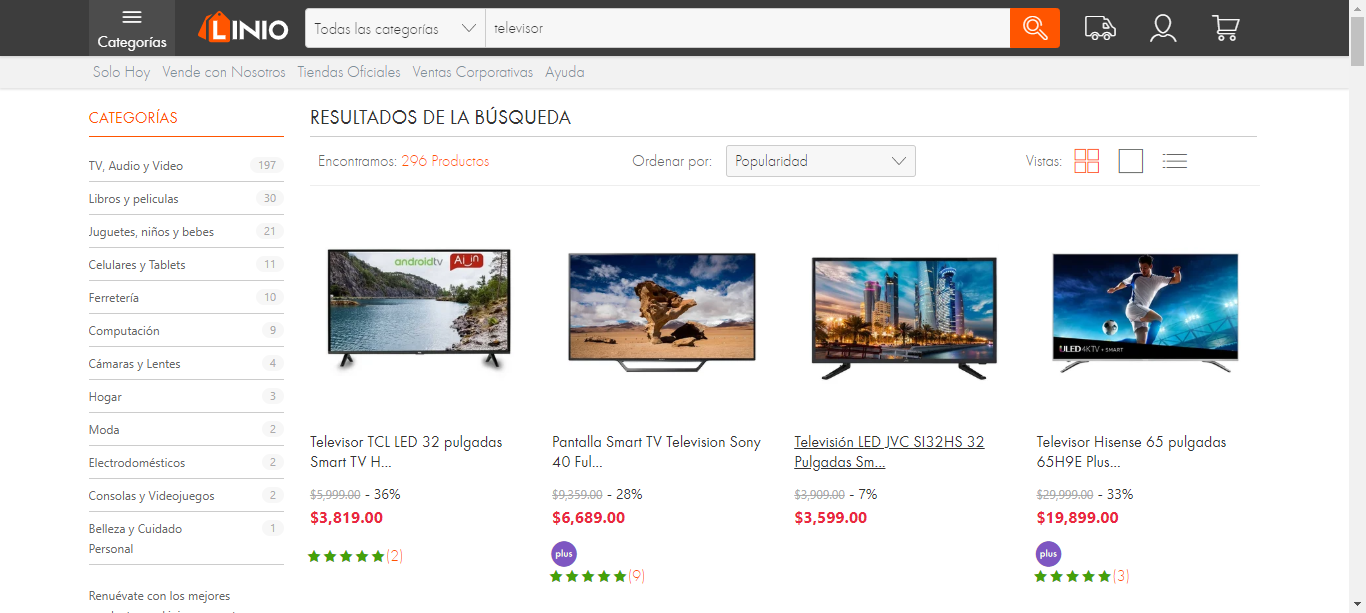 Categorías
LINIO
Todas las categorías
televisor
Solo Hoy
Vende con Nosotros
Tiendas Oficiales
Ventas Corporativas
Ayuda
CATEGORÍAS
TV, Audio y Video 197
Libros y peliculas 30
Juguetes, niños y bebes 21
Celulares y Tablets 11
Ferretería 10
Computación 9
Cámaras y Lentes 4
Hogar 3
Moda 2
Electrodomésticos 2
Consolas y Videojuegos 2
Belleza y Cuidado 1
Personal
Renuévate con los mejores
RESULTADOS DE LA BÚSQUEDA
Encontramos: 296 Productos
Ordenar por: Popularidad
Vistas:
androidtv
Ai,in
Televisor TCL LED 32 pulgadas
Smart TV H...
$5,999.00 - 36%
$3,819.00
(2)
Pantalla Smart TV Television Sony
40 Ful...
$9,359.00 - 28%
$6,689.00
plus
(9)
Televisión LED JVC SI32HS 32
Pulgadas Sm...
$3,909.00 - 7%
$3,599.00
ULED 4KTV + SMART
Televisor Hisense 65 pulgadas
65H9E Plus...
$29,999.00 - 33%
$19,899.00
plus
(3)